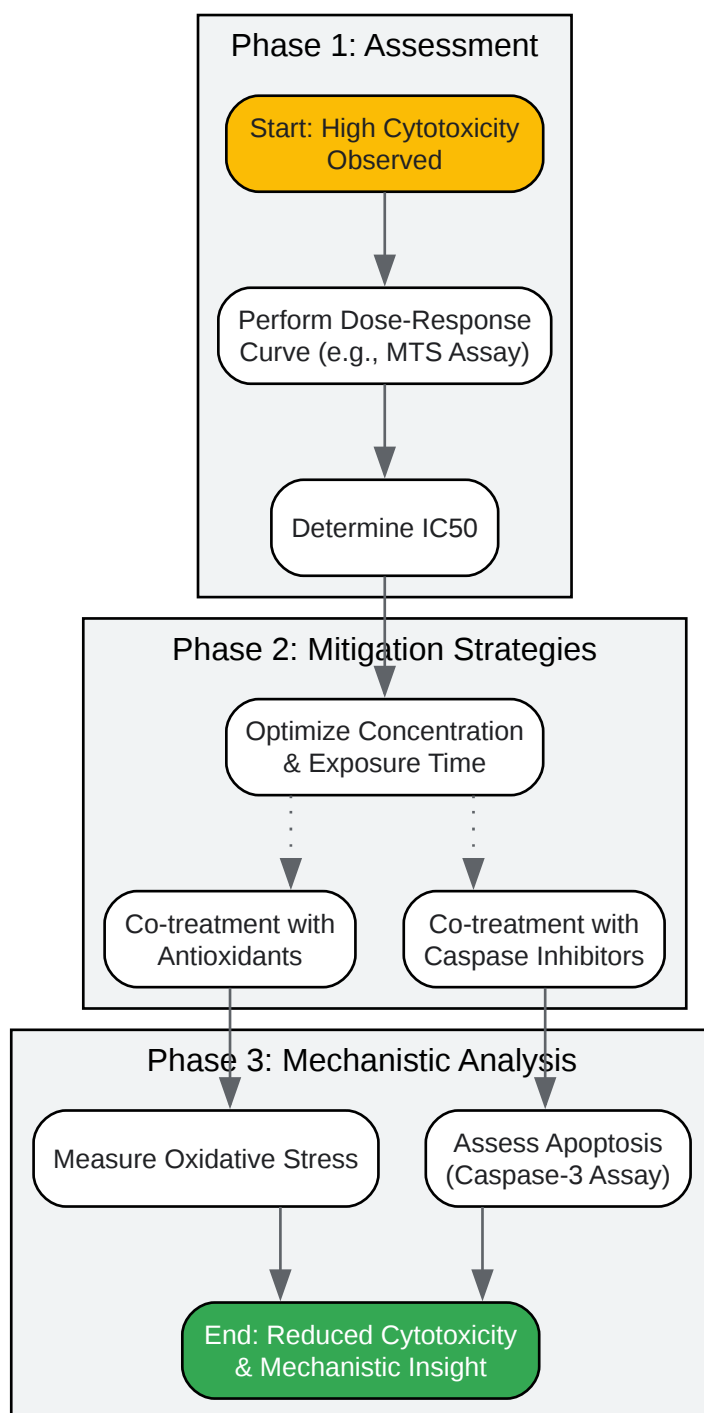 Phase 1: Assessment
Start: High Cytotoxicity
Observed
Perform Dose-Response
Curve (e.g., MTS Assay)
Determine IC50
Phase 2: Mitigation Strategies
Optimize Concentration
& Exposure Time
Co-treatment with
Antioxidants
Co-treatment with
Caspase Inhibitors
Phase 3: Mechanistic Analysis
Measure Oxidative Stress
Assess Apoptosis
(Caspase-3 Assay)
End: Reduced Cytotoxicity
& Mechanistic Insight